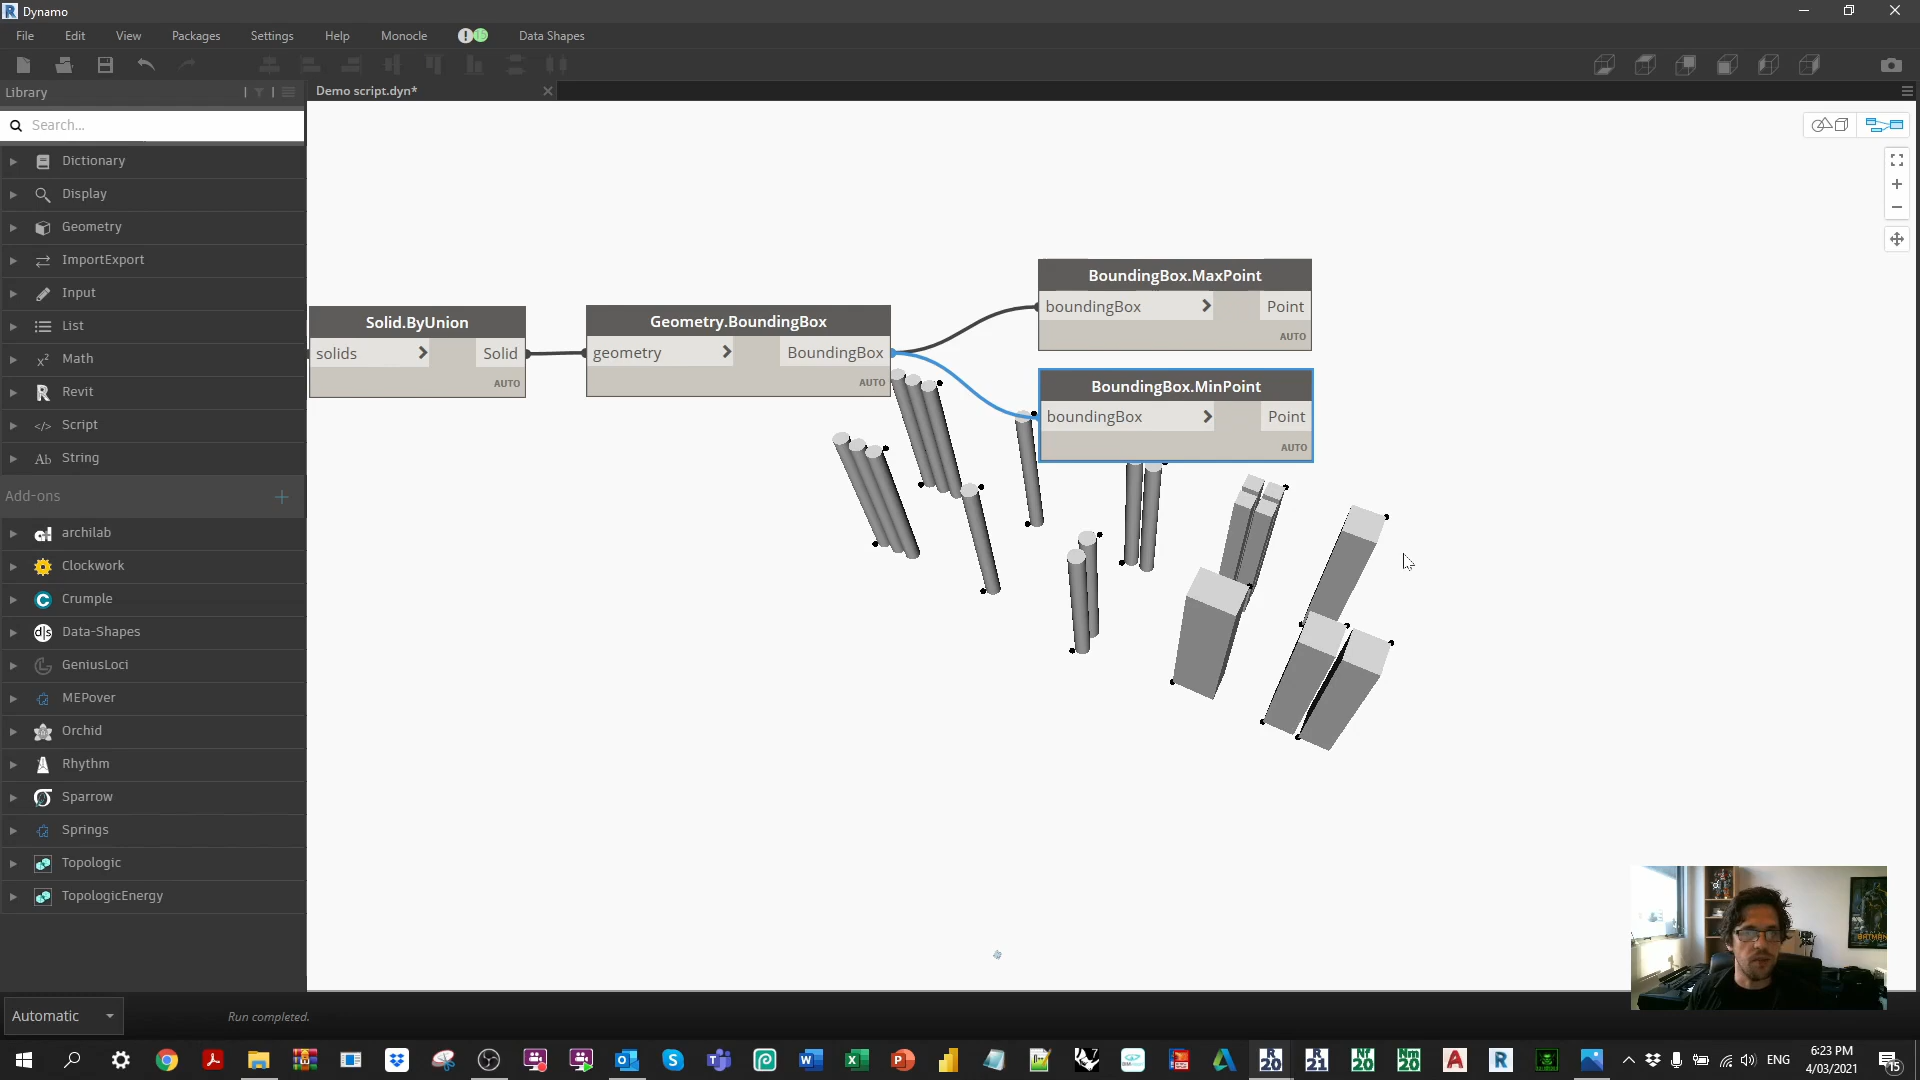 Dynamo
File Edit View Packages Settings Help Monocle Data Shapes
Library
Demo script.dyn*
Search...
Dictionary
Display
Geometry
ImportExport
Input
List
Math
Revit
Script
String
Add-ons
archilab
Clockwork
Crumple
Data-Shapes
GeniusLoci
MEPover
Orchid
Rhythm
Sparrow
Springs
Topologic
TopologicEnergy
Solid.ByUnion
solids > Solid
AUTO
Geometry.BoundingBox
geometry > BoundingBox
AUTO
BoundingBox.MaxPoint
boundingBox > Point
AUTO
BoundingBox.MinPoint
boundingBox > Point
AUTO
Automatic
Run completed.
ENG
6:23 PM
4/03/2021
15